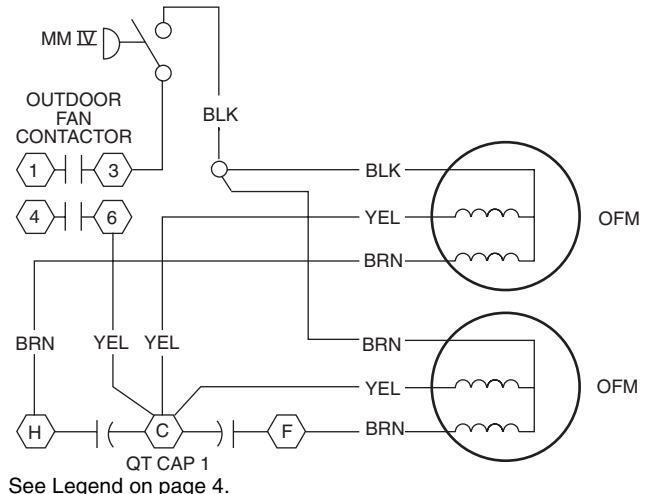 MM IV
OUTDOOR
FAN
CONTACTOR
BLK
1
3
4
6
BLK
YEL
OFM
BRN
BRN
YEL
YEL
BRN
YEL
OFM
H
C
F
BRN
QT CAP 1
See Legend on page 4.